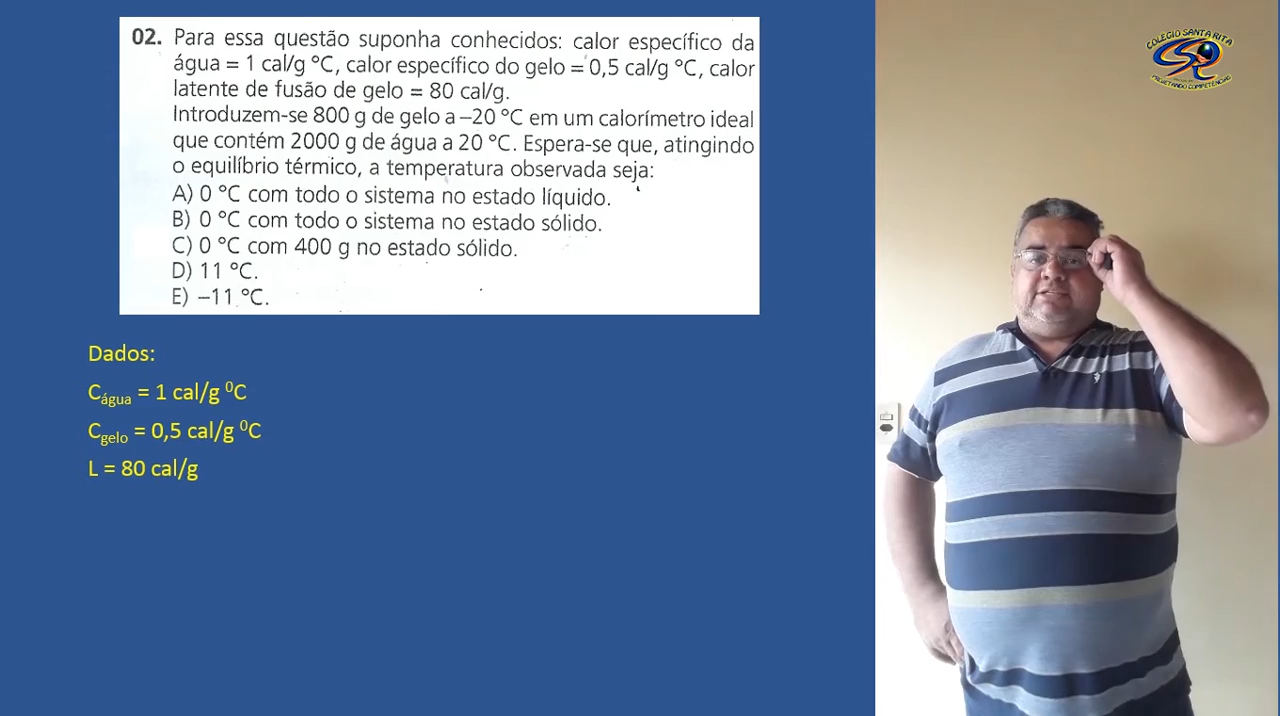 COLEGIO SANTA RITA
PROJETANDO COMPETÊNCIAS
02. Para essa questão suponha conhecidos: calor específico da
água = 1 cal/g °C, calor específico do gelo = 0,5 cal/g °C, calor
latente de fusão de gelo = 80 cal/g.
Introduzem-se 800 g de gelo a –20 °C em um calorímetro ideal
que contém 2000 g de água a 20 °C. Espera-se que, atingindo
o equilíbrio térmico, a temperatura observada seja:
A) 0 °C com todo o sistema no estado líquido.
B) 0 °C com todo o sistema no estado sólido.
C) 0 °C com 400 g no estado sólido.
D) 11 °C.
E) –11 °C.
Dados:
Cágua = 1 cal/g ⁰C
Cgelo = 0,5 cal/g ⁰C
L = 80 cal/g